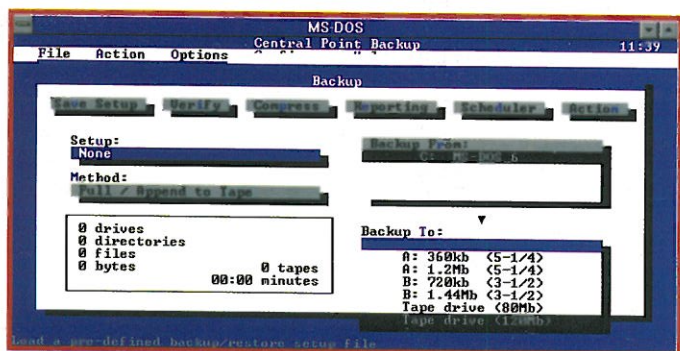 MS-DOS
Central Point Backup 11:39
File Action Options
Backup
Save Setup Verify Compress Reporting Scheduler Action
Setup:
None
Method:
Full / Append to Tape
0 drives
0 directories
0 files
0 bytes 0 tapes
00:00 minutes
Backup From:
C: MS-DOS
Backup To:
A: 360kb (5-1/4)
A: 1.2Mb (5-1/4)
B: 720kb (3-1/2)
B: 1.44Mb (3-1/2)
Tape drive (80Mb)
Tape drive (120Mb)
Load a pre-defined backup/restore setup file